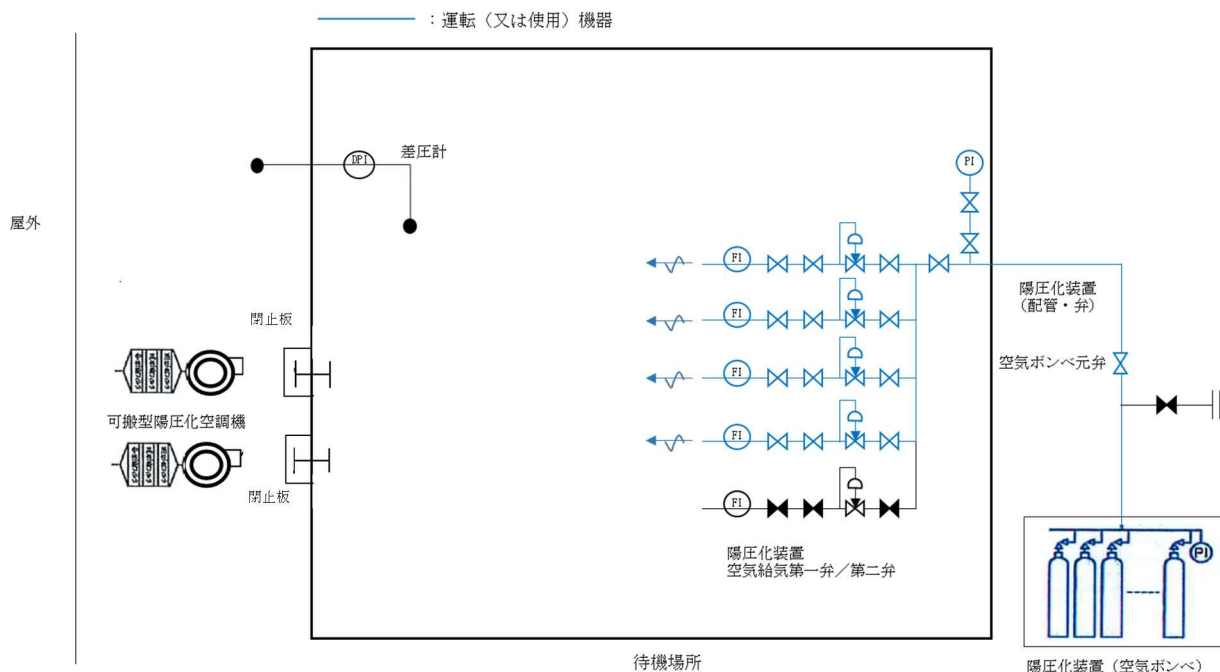 ：運転（又は使用）機器
DPI
差圧計
PI
屋外
FI
陽圧化装置
（配管・弁）
FI
閉止板
空気ボンベ元弁
FI
可搬型陽圧化空調機
FI
閉止板
FI
陽圧化装置
空気給気第一弁／第二弁
PI
待機場所
陽圧化装置（空気ボンベ）